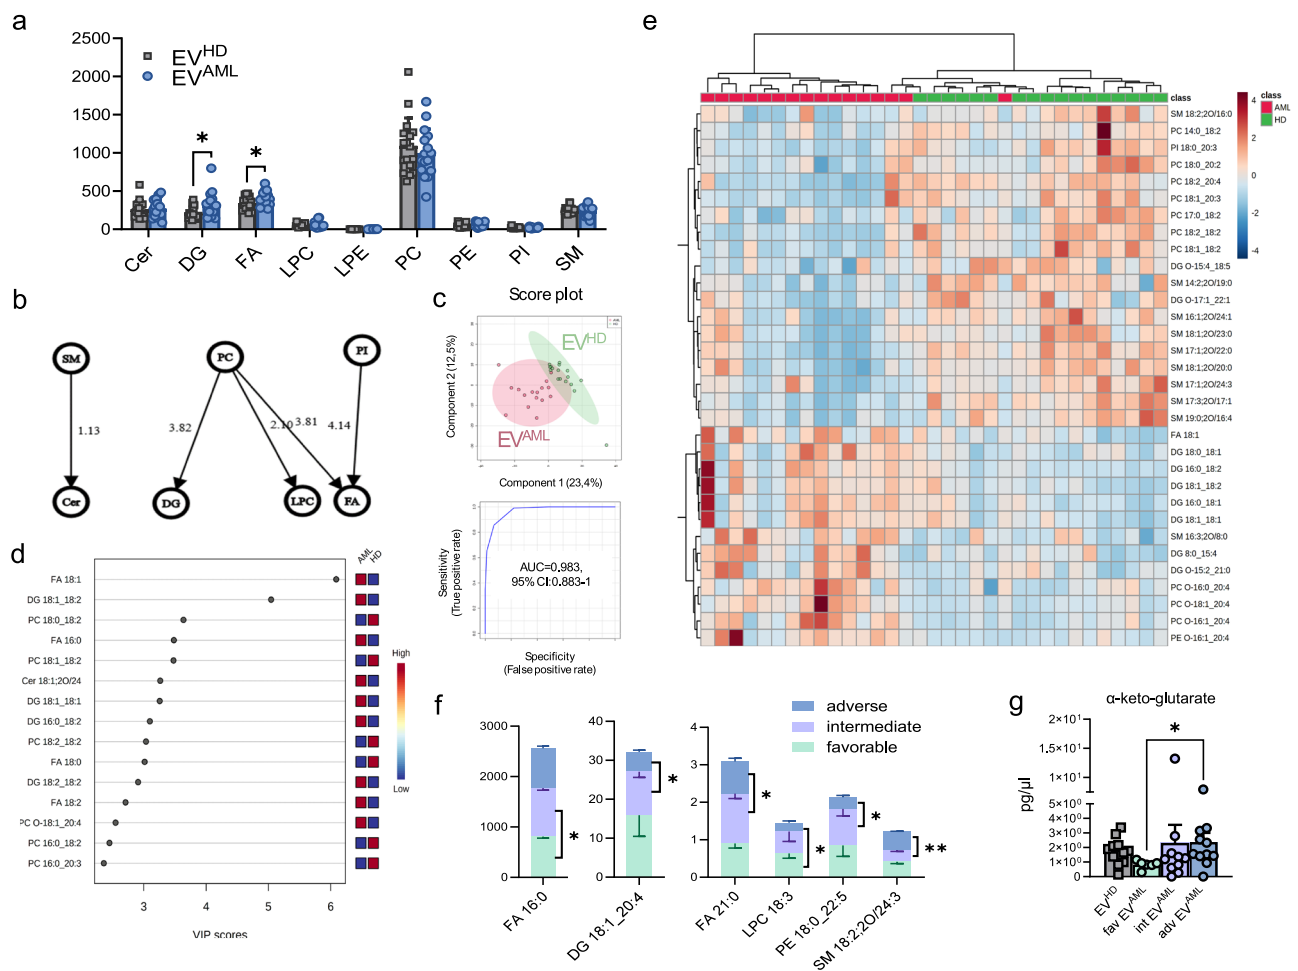 a
2500
2000
1500
1000
500
0
EVHD
EVAML
*
*
Cer
DG
FA
LPC
LPE
PC
PE
PI
SM
b
SM
PC
PI
1.13
3.82
2.10
3.81
4.14
Cer
DG
LPC
FA
c
Score plot
Component 2 (12,5%)
EVHD
EVAML
Component 1 (23,4%)
Sensitivity
(True positive rate)
AUC=0,983,
95% CI:0.883-1
Specificity
(False positive rate)
d
AML
HD
FA 18:1
DG 18:1_18:2
PC 18:0_18:2
FA 16:0
PC 18:1_18:2
Cer 18:1;2O/24
DG 18:1_18:1
DG 16:0_18:2
PC 18:2_18:2
FA 18:0
DG 18:2_18:2
FA 18:2
PC O-18:1_20:4
PC 16:0_18:2
PC 16:0_20:3
3
4
5
6
VIP scores
High
Low
e
class
SM 18:2;2O/16:0
PC 14:0_18:2
PI 18:0_20:3
PC 18:0_20:2
PC 18:2_20:4
PC 18:1_20:3
PC 17:0_18:2
PC 18:2_18:2
PC 18:1_18:2
DG O-15:4_18:5
SM 14:2;2O/19:0
DG O-17:1_22:1
SM 16:1;2O/24:1
SM 18:1;2O/23:0
SM 17:1;2O/22:0
SM 18:1;2O/20:0
SM 17:1;2O/24:3
SM 17:3;2O/17:1
SM 19:0;2O/16:4
FA 18:1
DG 18:0_18:1
DG 16:0_18:2
DG 18:1_18:2
DG 16:0_18:1
DG 18:1_18:1
SM 16:3;2O/8:0
DG 8:0_15:4
DG O-15:2_21:0
PC O-16:0_20:4
PC O-18:1_20:4
PC O-16:1_20:4
PE O-16:1_20:4
4
2
0
-2
-4
class
AML
HD
f
adverse
intermediate
favorable
3000
2000
1000
0
*
FA 16:0
40
30
20
10
0
*
DG 18:1_20:4
4
3
2
1
0
*
*
*
**
FA 21:0
LPC 18:3
PE 18:0_22:5
SM 18:2;2O/24:3
g
α-keto-glutarate
*
pg/µl
2×10¹
1.5×10¹
1×10¹
5×10⁰
4×10⁰
3×10⁰
2×10⁰
1×10⁰
0
EVHD
fav EVAML
int EVAML
adv EVAML